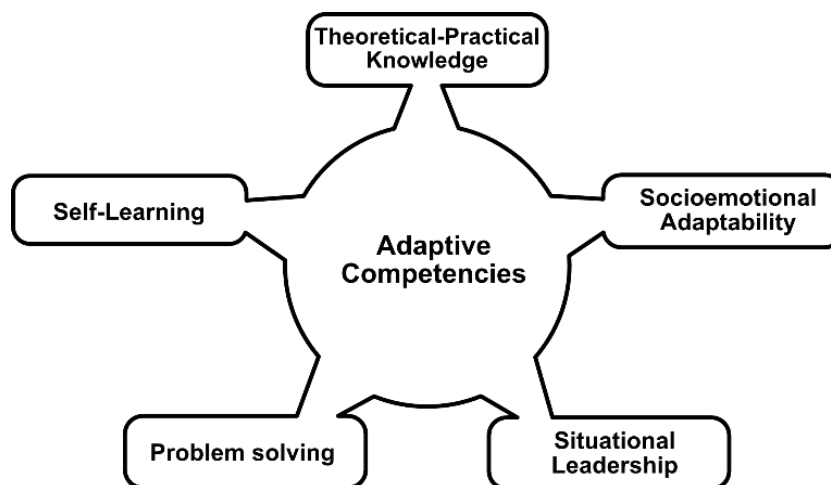 Theoretical-Practical
Knowledge
Self-Learning
Socioemotional
Adaptability
Adaptive
Competencies
Problem solving
Situational
Leadership